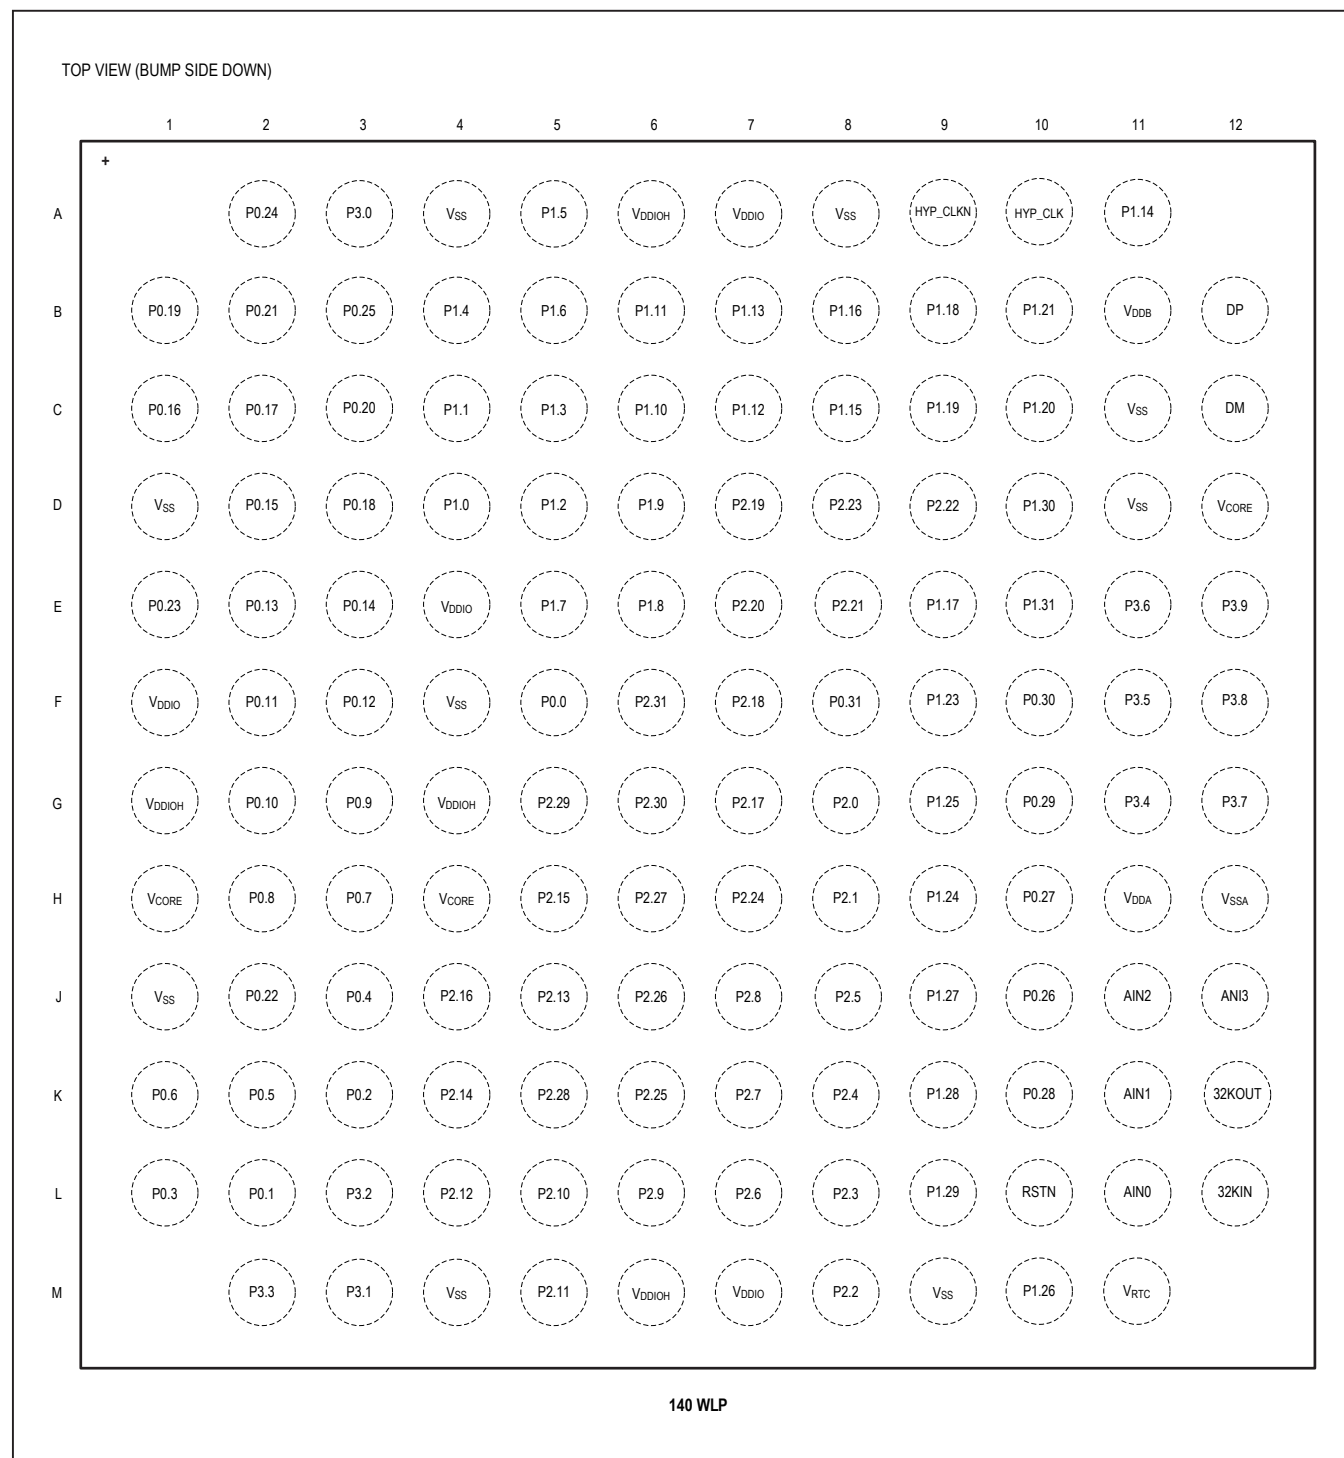 TOP VIEW (BUMP SIDE DOWN)
1 2 3 4 5 6 7 8 9 10 11 12
+
A P0.24 P3.0 VSS P1.5 VDDIOH VDDIO VSS HYP_CLKN HYP_CLK P1.14
B P0.19 P0.21 P0.25 P1.4 P1.6 P1.11 P1.13 P1.16 P1.18 P1.21 VDDB DP
C P0.16 P0.17 P0.20 P1.1 P1.3 P1.10 P1.12 P1.15 P1.19 P1.20 VSS DM
D VSS P0.15 P0.18 P1.0 P1.2 P1.9 P2.19 P2.23 P2.22 P1.30 VSS VCORE
E P0.23 P0.13 P0.14 VDDIO P1.7 P1.8 P2.20 P2.21 P1.17 P1.31 P3.6 P3.9
F VDDIO P0.11 P0.12 VSS P0.0 P2.31 P2.18 P0.31 P1.23 P0.30 P3.5 P3.8
G VDDIOH P0.10 P0.9 VDDIOH P2.29 P2.30 P2.17 P2.0 P1.25 P0.29 P3.4 P3.7
H VCORE P0.8 P0.7 VCORE P2.15 P2.27 P2.24 P2.1 P1.24 P0.27 VDDA VSSA
J VSS P0.22 P0.4 P2.16 P2.13 P2.26 P2.8 P2.5 P1.27 P0.26 AIN2 ANI3
K P0.6 P0.5 P0.2 P2.14 P2.28 P2.25 P2.7 P2.4 P1.28 P0.28 AIN1 32KOUT
L P0.3 P0.1 P3.2 P2.12 P2.10 P2.9 P2.6 P2.3 P1.29 RSTN AIN0 32KIN
M P3.3 P3.1 VSS P2.11 VDDIOH VDDIO P2.2 VSS P1.26 VRTC
140 WLP